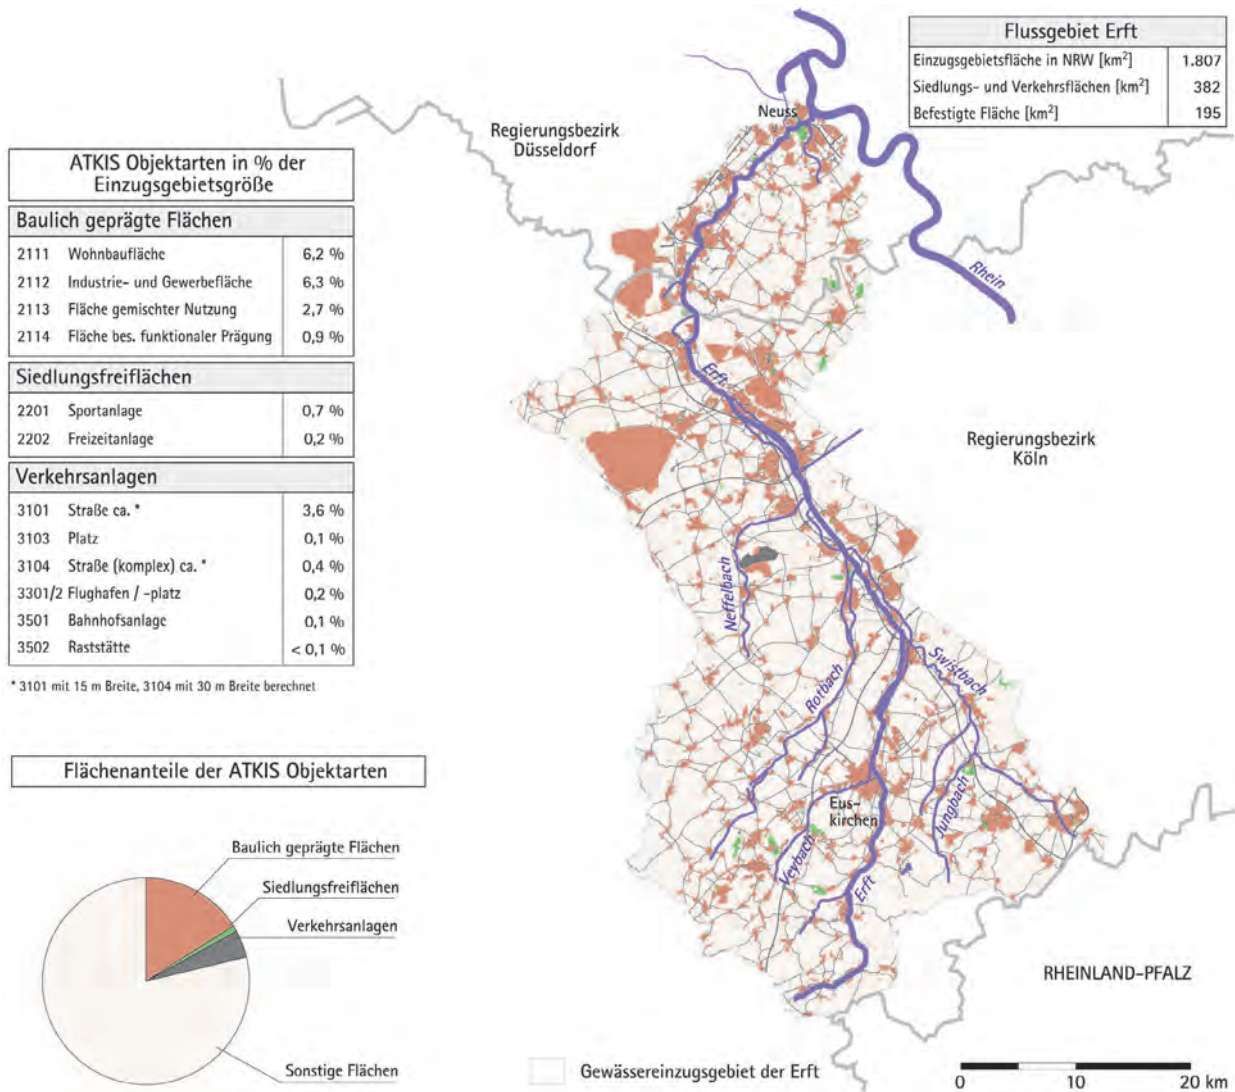 Flussgebiet Erft
Einzugsgebietsfläche in NRW [km²] 1.807
Siedlungs- und Verkehrsflächen [km²] 382
Befestigte Fläche [km²] 195
ATKIS Objektarten in % der
Einzugsgebietsgröße
Baulich geprägte Flächen
2111 Wohnbaufläche 6,2 %
2112 Industrie- und Gewerbefläche 6,3 %
2113 Fläche gemischter Nutzung 2,7 %
2114 Fläche bes. funktionaler Prägung 0,9 %
Siedlungsfreiflächen
2201 Sportanlage 0,7 %
2202 Freizeitanlage 0,2 %
Verkehrsanlagen
3101 Straße ca. * 3,6 %
3103 Platz 0,1 %
3104 Straße (komplex) ca. * 0,4 %
3301/2 Flughafen / -platz 0,2 %
3501 Bahnhofsanlage 0,1 %
3502 Raststätte < 0,1 %
* 3101 mit 15 m Breite, 3104 mit 30 m Breite berechnet
Flächenanteile der ATKIS Objektarten
Baulich geprägte Flächen
Siedlungsfreiflächen
Verkehrsanlagen
Sonstige Flächen
Regierungsbezirk
Düsseldorf
Neuss
Rhein
Erft
Regierungsbezirk
Köln
Neffelbach
Rotbach
Swistbach
Eus-
kirchen
Jungbach
Veybach
Erft
RHEINLAND-PFALZ
Gewässereinzugsgebiet der Erft
0 10 20 km